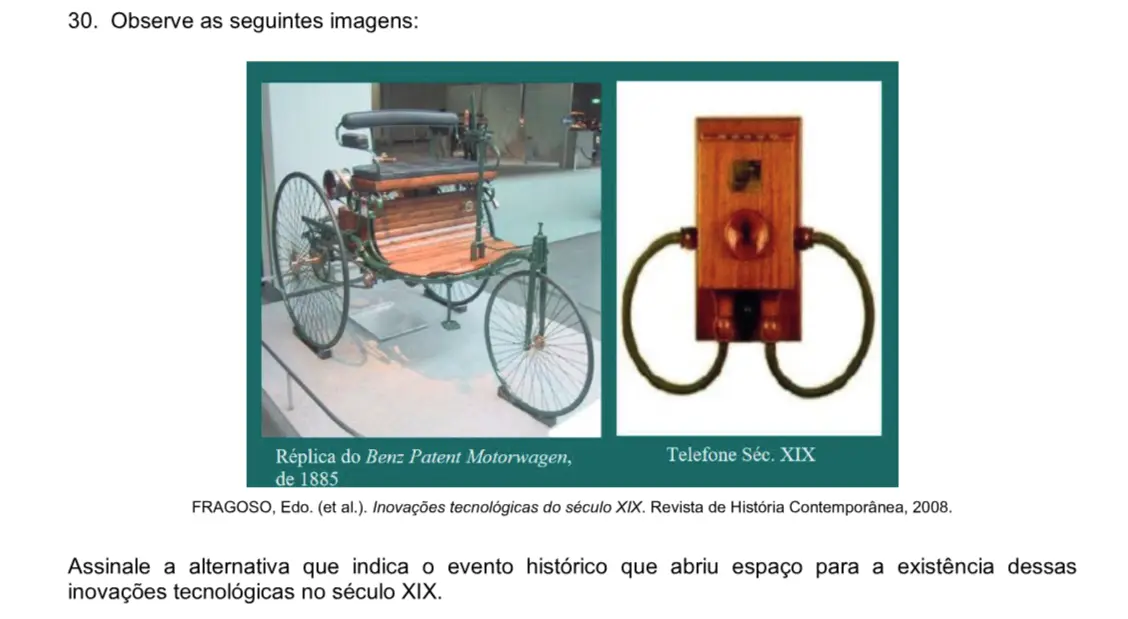 30. Observe as seguintes imagens:
Réplica do Benz Patent Motorwagen,
de 1885
Telefone Séc. XIX
FRAGOSO, Edo. (et al.). Inovações tecnológicas do século XIX. Revista de História Contemporânea, 2008.
Assinale a alternativa que indica o evento histórico que abriu espaço para a existência dessas
inovações tecnológicas no século XIX.